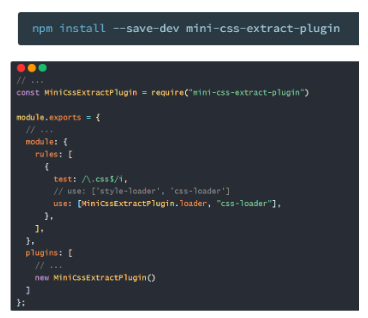 npm install --save-dev mini-css-extract-plugin
// ...
const MiniCssExtractPlugin = require("mini-css-extract-plugin")
module.exports = {
// ...
module: {
rules: [
{
test: /\.css$/i,
// use: ['style-loader', 'css-loader']
use: [MiniCssExtractPlugin.loader, "css-loader"],
},
],
},
plugins: [
// ...
new MiniCssExtractPlugin()
]
};